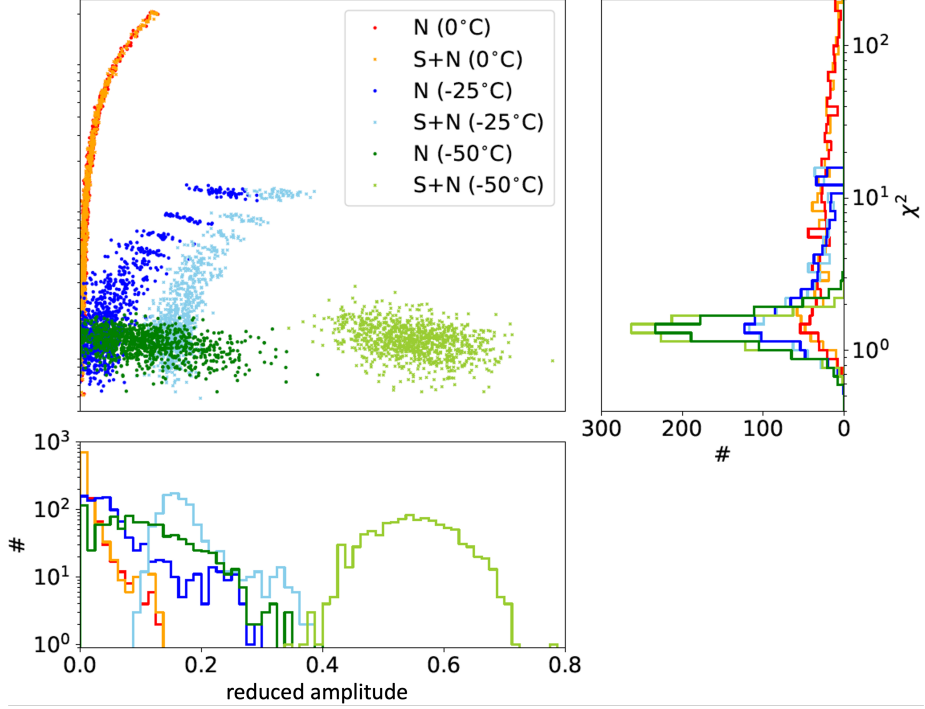 N (0°C)
S+N (0°C)
N (-25°C)
S+N (-25°C)
N (-50°C)
S+N (-50°C)
10²
10¹
10⁰
χ²
300 200 100 0
#
10³
10²
10¹
10⁰
#
0.0 0.2 0.4 0.6 0.8
reduced amplitude